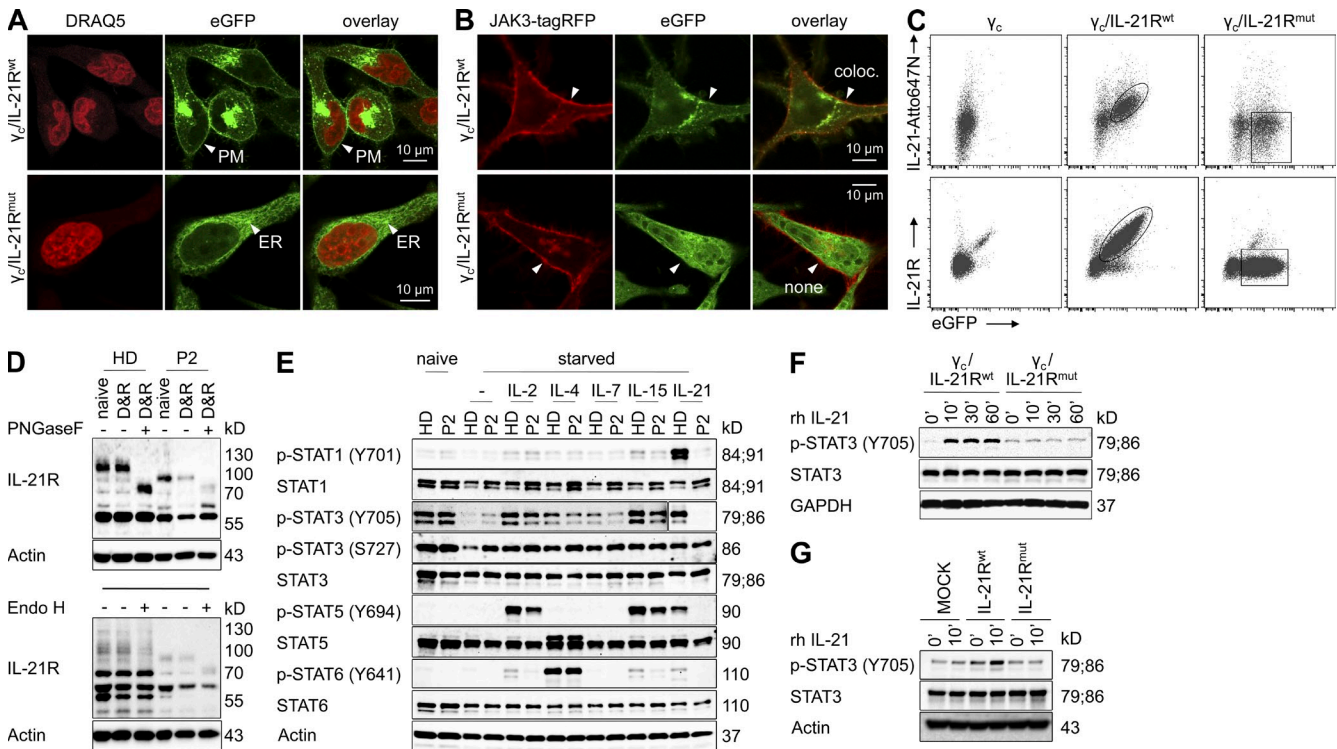 A
DRAQ5 eGFP overlay
γc/IL-21Rwt
PM PM
10 μm
γc/IL-21Rmut
ER ER
10 μm
B
JAK3-tagRFP eGFP overlay
γc/IL-21Rwt
coloc.
10 μm
γc/IL-21Rmut
10 μm
none
C
γc γc/IL-21Rwt γc/IL-21Rmut
IL-21-Atto647N
IL-21R
eGFP
D
HD P2
naive D&R D&R naive D&R D&R
PNGaseF - - + - - + kD
IL-21R
130
100
70
55
Actin 43
Endo H - - + - - + kD
IL-21R
130
100
70
55
Actin 43
E
naive starved
- IL-2 IL-4 IL-7 IL-15 IL-21
HD P2 HD P2 HD P2 HD P2 HD P2 HD P2 HD P2 kD
p-STAT1 (Y701) 84;91
STAT1 84;91
p-STAT3 (Y705) 79;86
p-STAT3 (S727) 86
STAT3 79;86
p-STAT5 (Y694) 90
STAT5 90
p-STAT6 (Y641) 110
STAT6 110
Actin 37
F
γc/ IL-21Rwt γc/ IL-21Rmut
rh IL-21 0' 10' 30' 60' 0' 10' 30' 60' kD
p-STAT3 (Y705) 79;86
STAT3 79;86
GAPDH 37
G
MOCK IL-21Rwt IL-21Rmut
rh IL-21 0' 10' 0' 10' 0' 10' kD
p-STAT3 (Y705) 79;86
STAT3 79;86
Actin 43